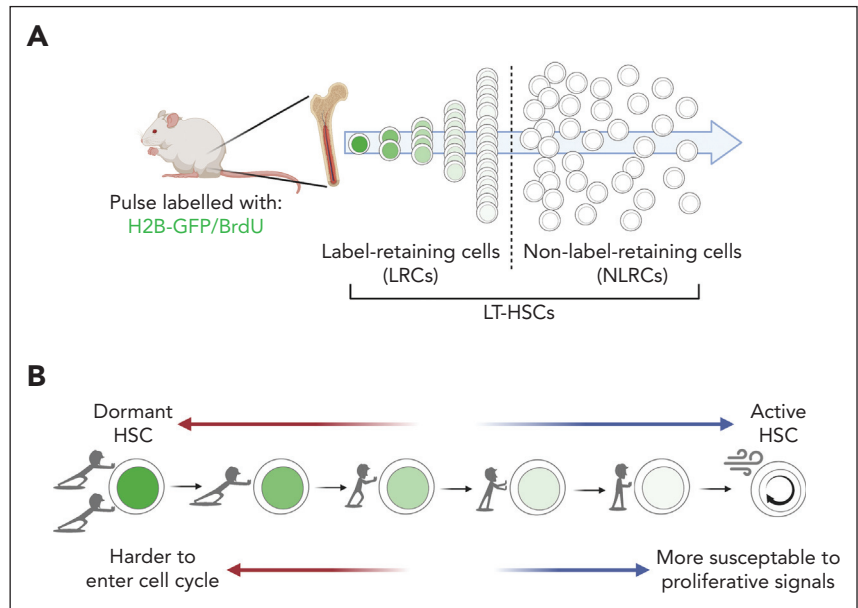 A
Pulse labelled with:
H2B-GFP/BrdU
Label-retaining cells
(LRCs)
Non-label-retaining cells
(NLRCs)
LT-HSCs
B
Dormant
HSC
Active
HSC
Harder to
enter cell cycle
More susceptable to
proliferative signals